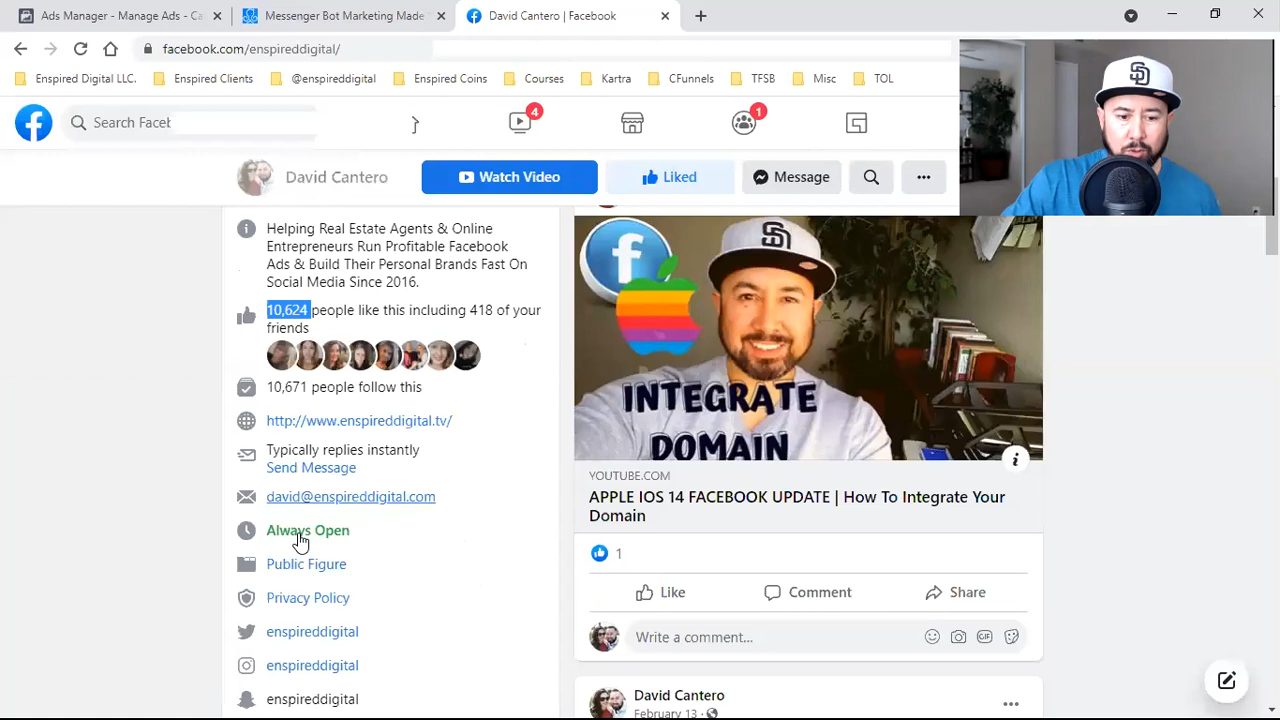 Ads Manager - Manage Ads - Ca
Messenger Bot Marketing Made
David Cantero | Facebook
facebook.com/enspireddigital/
Enspired Digital LLC.
Enspired Clients
@enspireddigital
Enspired Coins
Courses
Kartra
CFunnels
TFSB
Misc
TOL
Search Faceb
4
1
David Cantero
Watch Video
Liked
Message
Helping Real Estate Agents & Online
Entrepreneurs Run Profitable Facebook
Ads & Build Their Personal Brands Fast On
Social Media Since 2016.
10,624 people like this including 418 of your
friends
10,671 people follow this
http://www.enspireddigital.tv/
Typically replies instantly
Send Message
david@enspireddigital.com
Always Open
Public Figure
Privacy Policy
enspireddigital
enspireddigital
enspireddigital
SD
INTEGRATE
DOMAIN
YOUTUBE.COM
APPLE IOS 14 FACEBOOK UPDATE | How To Integrate Your
Domain
1
Like
Comment
Share
Write a comment...
GIF
David Cantero
February 13
SD